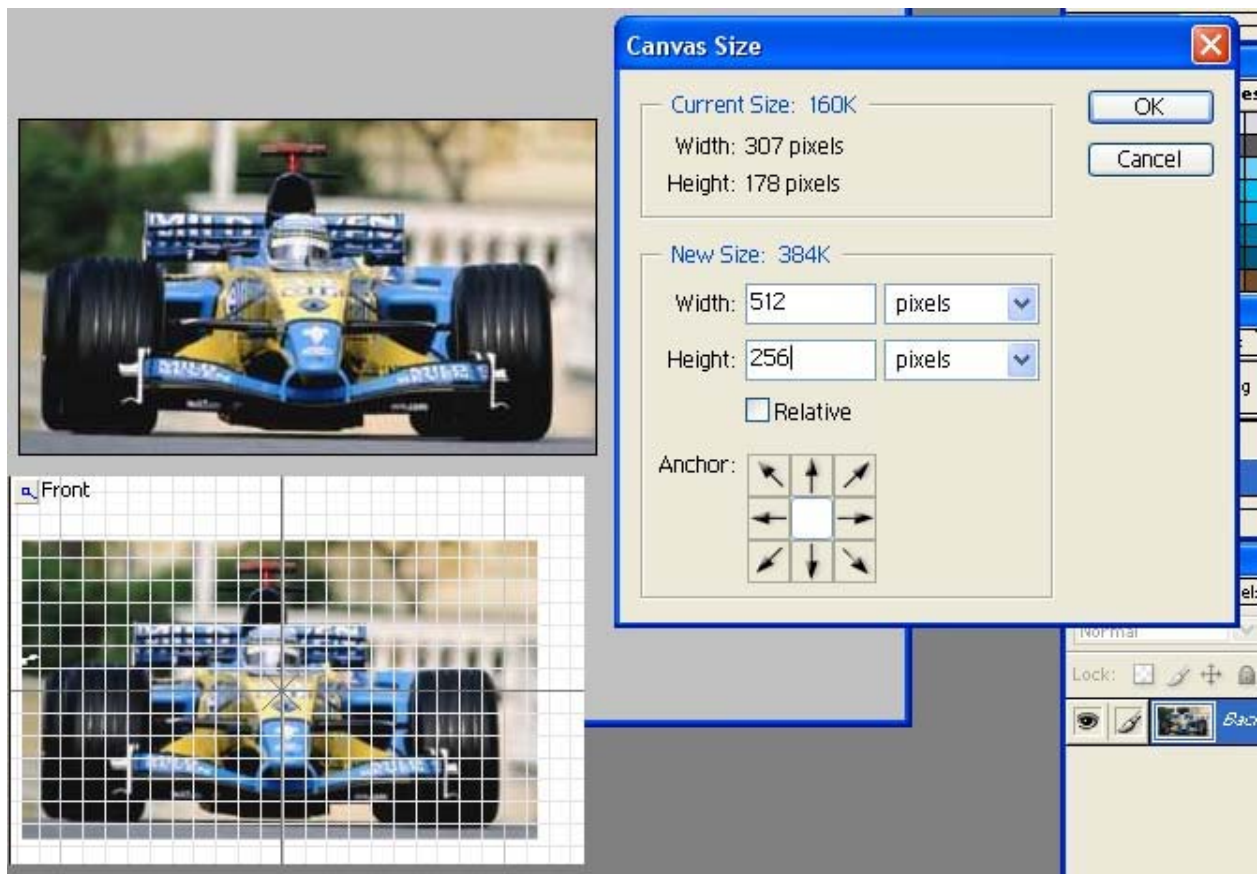 Canvas Size
Current Size: 160K
Width: 307 pixels
Height: 178 pixels
OK
Cancel
New Size: 384K
Width: 512 pixels
Height: 256 pixels
Relative
Anchor:
Front
Normal
Lock: